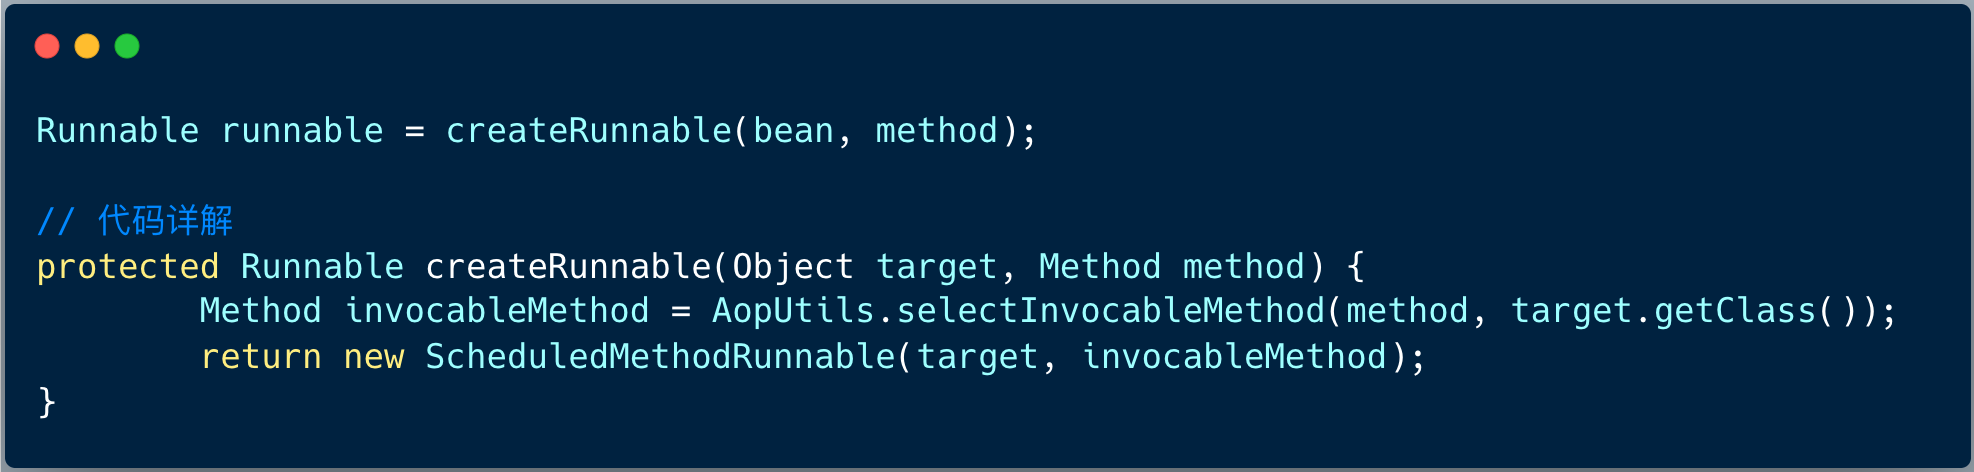 Runnable runnable = createRunnable(bean, method);
// 代码详解
protected Runnable createRunnable(Object target, Method method) {
        Method invocableMethod = AopUtils.selectInvocableMethod(method, target.getClass());
        return new ScheduledMethodRunnable(target, invocableMethod);
}